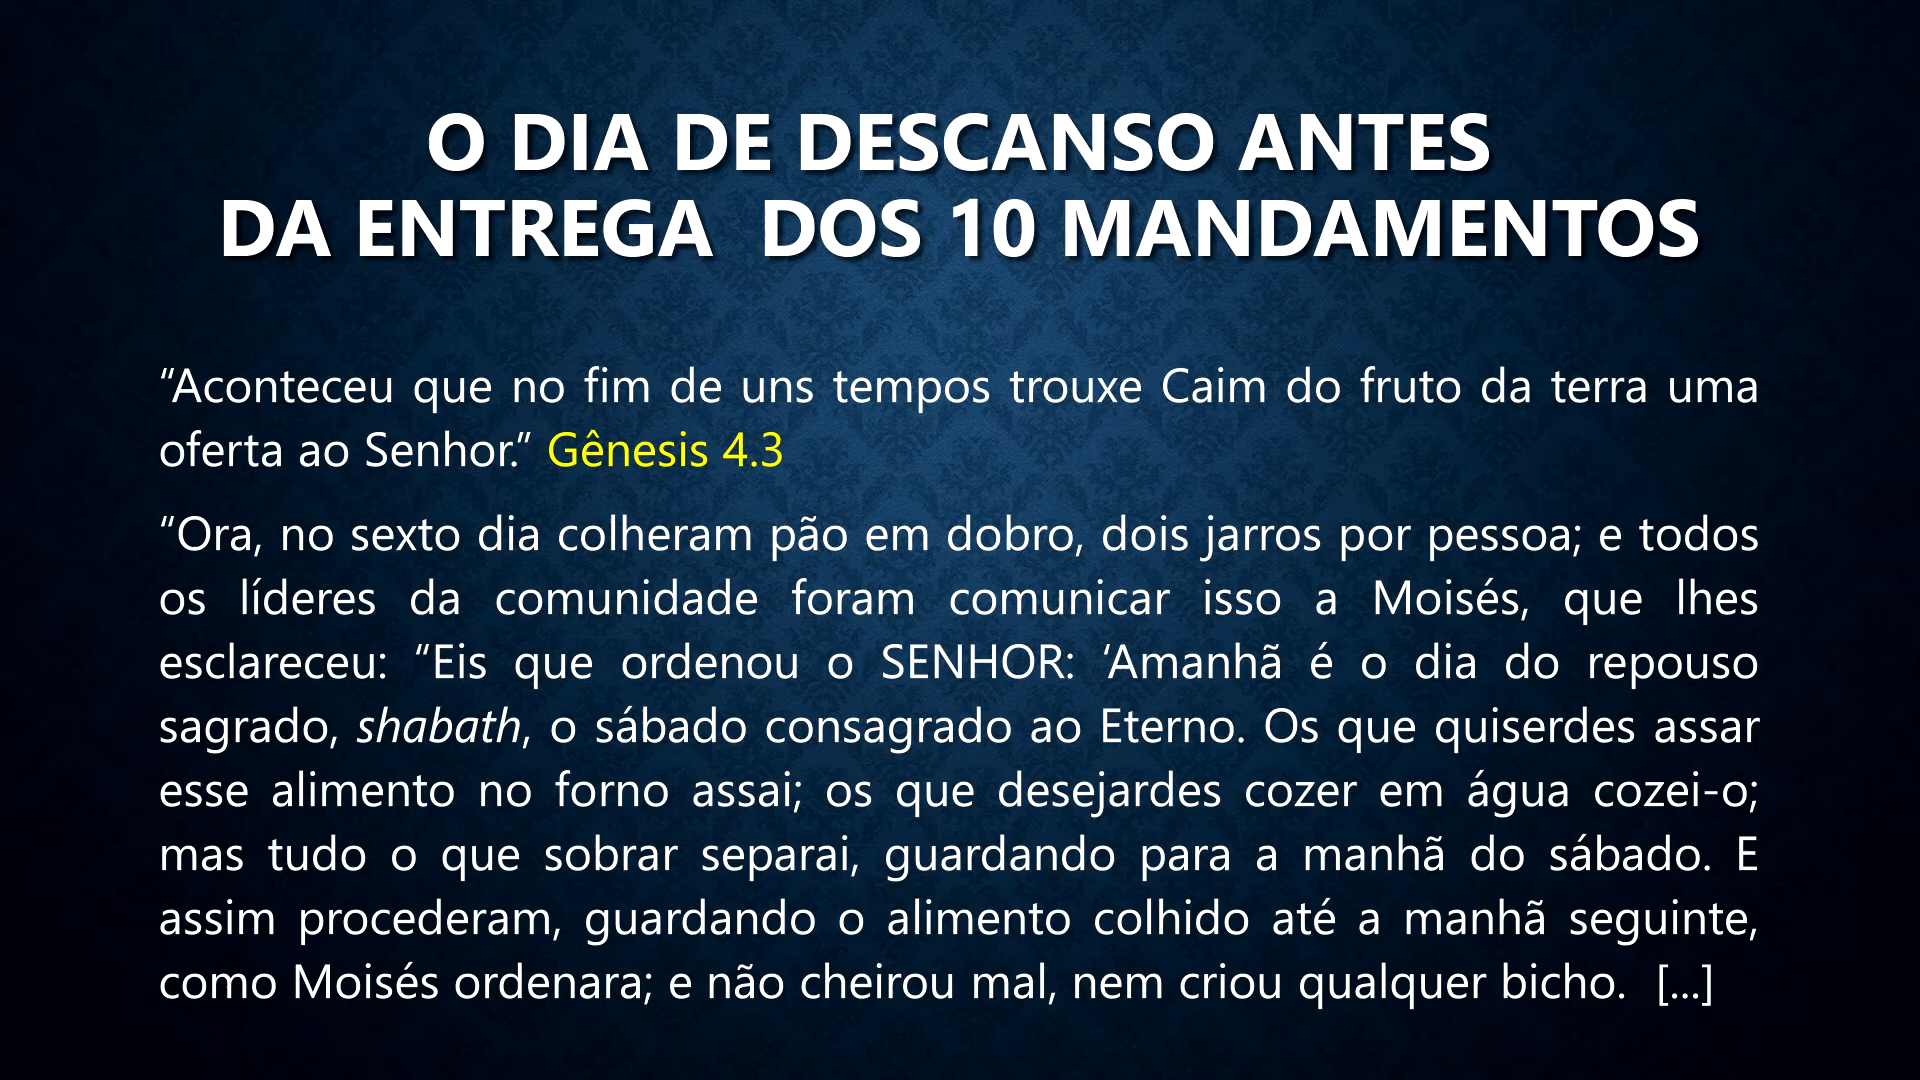 O DIA DE DESCANSO ANTES
DA ENTREGA  DOS 10 MANDAMENTOS
“Aconteceu que no fim de uns tempos trouxe Caim do fruto da terra uma
oferta ao Senhor.” Gênesis 4.3
“Ora, no sexto dia colheram pão em dobro, dois jarros por pessoa; e todos
os líderes da comunidade foram comunicar isso a Moisés, que lhes
esclareceu: “Eis que ordenou o SENHOR: ‘Amanhã é o dia do repouso
sagrado, shabath, o sábado consagrado ao Eterno. Os que quiserdes assar
esse alimento no forno assai; os que desejardes cozer em água cozei-o;
mas tudo o que sobrar separai, guardando para a manhã do sábado. E
assim procederam, guardando o alimento colhido até a manhã seguinte,
como Moisés ordenara; e não cheirou mal, nem criou qualquer bicho.  [...]